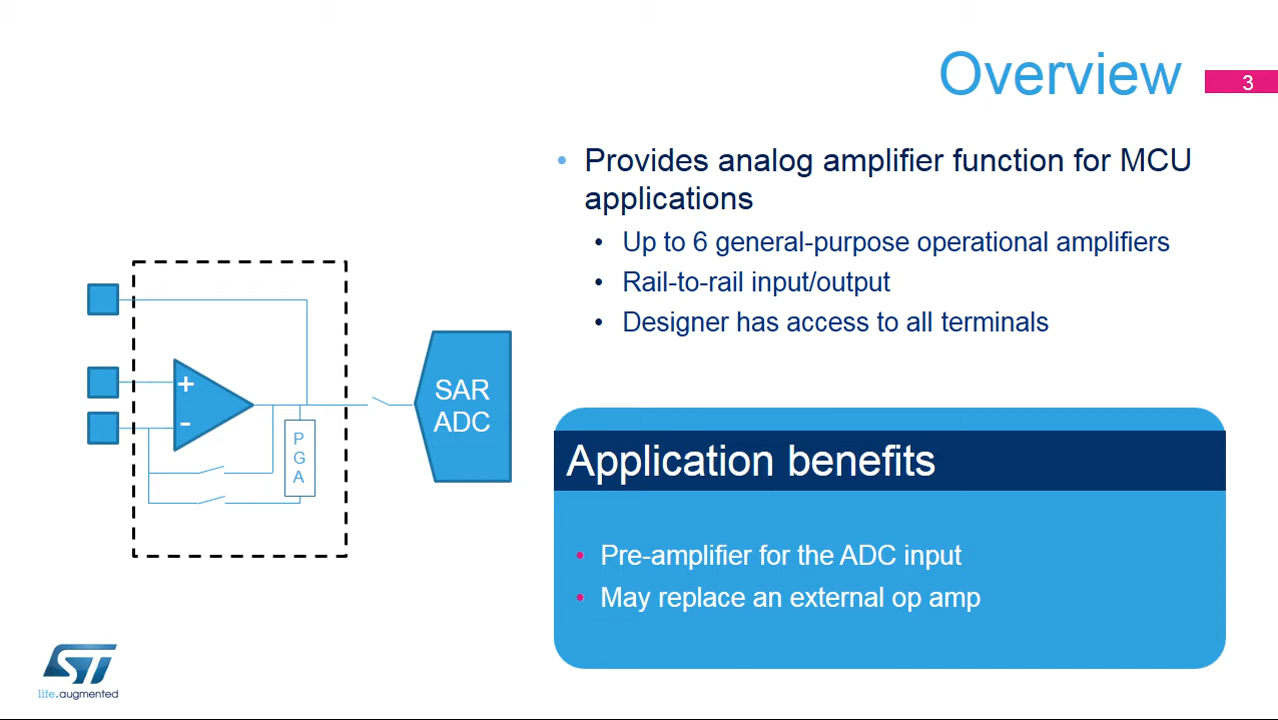 Overview
3
• Provides analog amplifier function for MCU
applications
• Up to 6 general-purpose operational amplifiers
• Rail-to-rail input/output
• Designer has access to all terminals
+
-
P
G
A
SAR
ADC
Application benefits
• Pre-amplifier for the ADC input
• May replace an external op amp
ST
life.augmented